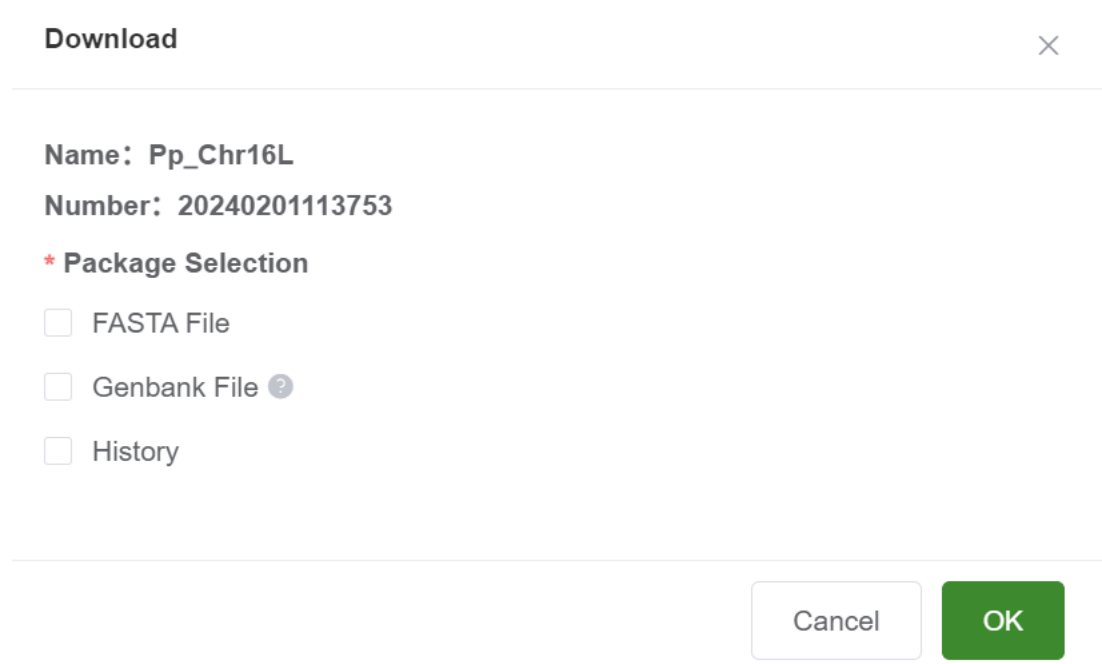 Download
Name：Pp_Chr16L
Number：20240201113753
* Package Selection
FASTA File
Genbank File ?
History
Cancel
OK